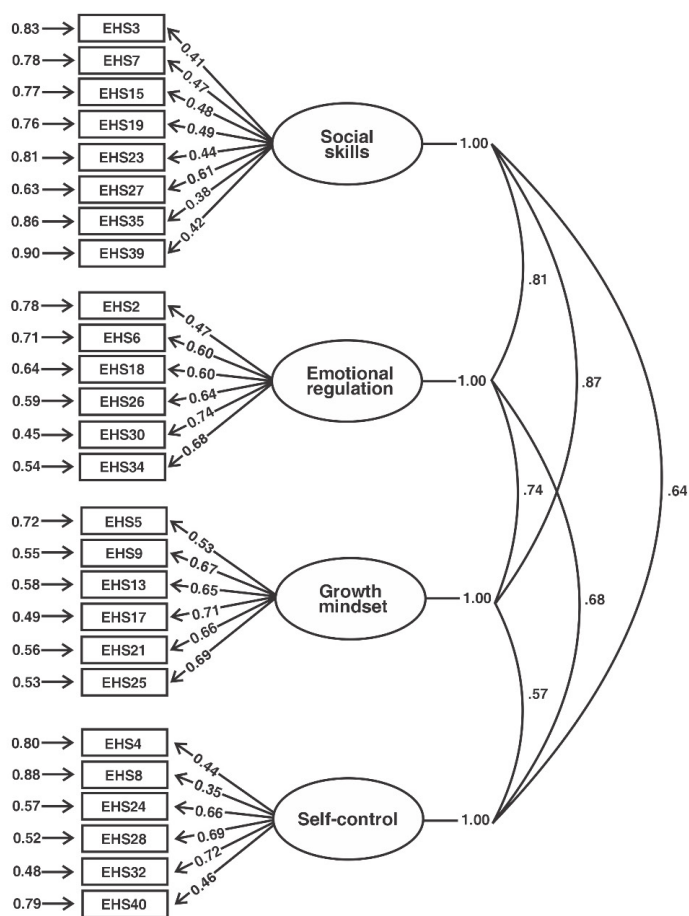 0.83 EHS3 0.41
0.78 EHS7 0.47
0.77 EHS15 0.48
0.76 EHS19 0.49
0.81 EHS23 0.44
0.63 EHS27 0.61
0.86 EHS35 0.38
0.90 EHS39 0.42
Social
skills
1.00
.81
0.78 EHS2 0.47
0.71 EHS6 0.60
0.64 EHS18 0.60
0.59 EHS26 0.64
0.45 EHS30 0.74
0.54 EHS34 0.68
Emotional
regulation
1.00
.87
.74
.64
0.72 EHS5 0.53
0.55 EHS9 0.67
0.58 EHS13 0.65
0.49 EHS17 0.71
0.56 EHS21 0.66
0.53 EHS25 0.69
Growth
mindset
1.00
.68
.57
0.80 EHS4 0.44
0.88 EHS8 0.35
0.57 EHS24 0.66
0.52 EHS28 0.69
0.48 EHS32 0.72
0.79 EHS40 0.46
Self-control
1.00